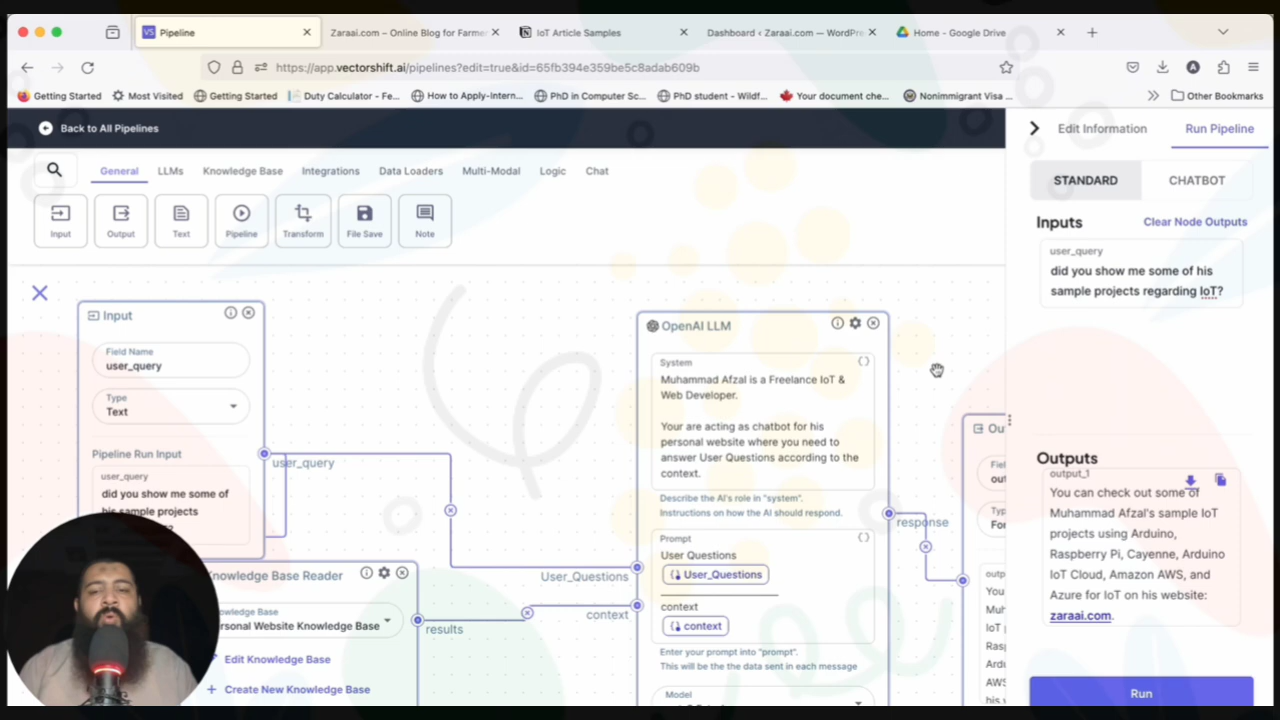 VS Pipeline
Zaraai.com – Online Blog for Farmer
IoT Article Samples
Dashboard ‹ Zaraai.com — WordPre
Home - Google Drive
https://app.vectorshift.ai/pipelines?edit=true&id=65fb394e359be5c8adab609b
Getting Started
Most Visited
Getting Started
Duty Calculator - Fe...
How to Apply-Intern...
PhD in Computer Sc...
PhD student - Wildf...
Your document che...
Nonimmigrant Visa ...
Other Bookmarks
Back to All Pipelines
Edit Information
Run Pipeline
General
LLMs
Knowledge Base
Integrations
Data Loaders
Multi-Modal
Logic
Chat
Input
Output
Text
Pipeline
Transform
File Save
Note
STANDARD
CHATBOT
Inputs
Clear Node Outputs
user_query
did you show me some of his
sample projects regarding IoT?
Input
Field Name
user_query
Type
Text
Pipeline Run Input
user_query
did you show me some of
his sample projects
user_query
Knowledge Base Reader
Personal Website Knowledge Base
Edit Knowledge Base
Create New Knowledge Base
results
User_Questions
context
OpenAI LLM
System
Muhammad Afzal is a Freelance IoT &
Web Developer.
Your are acting as chatbot for his
personal website where you need to
answer User Questions according to the
context.
Describe the AI's role in "system".
Instructions on how the AI should respond.
Prompt
User Questions
User_Questions
context
context
Enter your prompt into "prompt".
This will be the the data sent in each message
Model
response
Outputs
output_1
You can check out some of
Muhammad Afzal's sample IoT
projects using Arduino,
Raspberry Pi, Cayenne, Arduino
IoT Cloud, Amazon AWS, and
Azure for IoT on his website:
zaraai.com.
Run